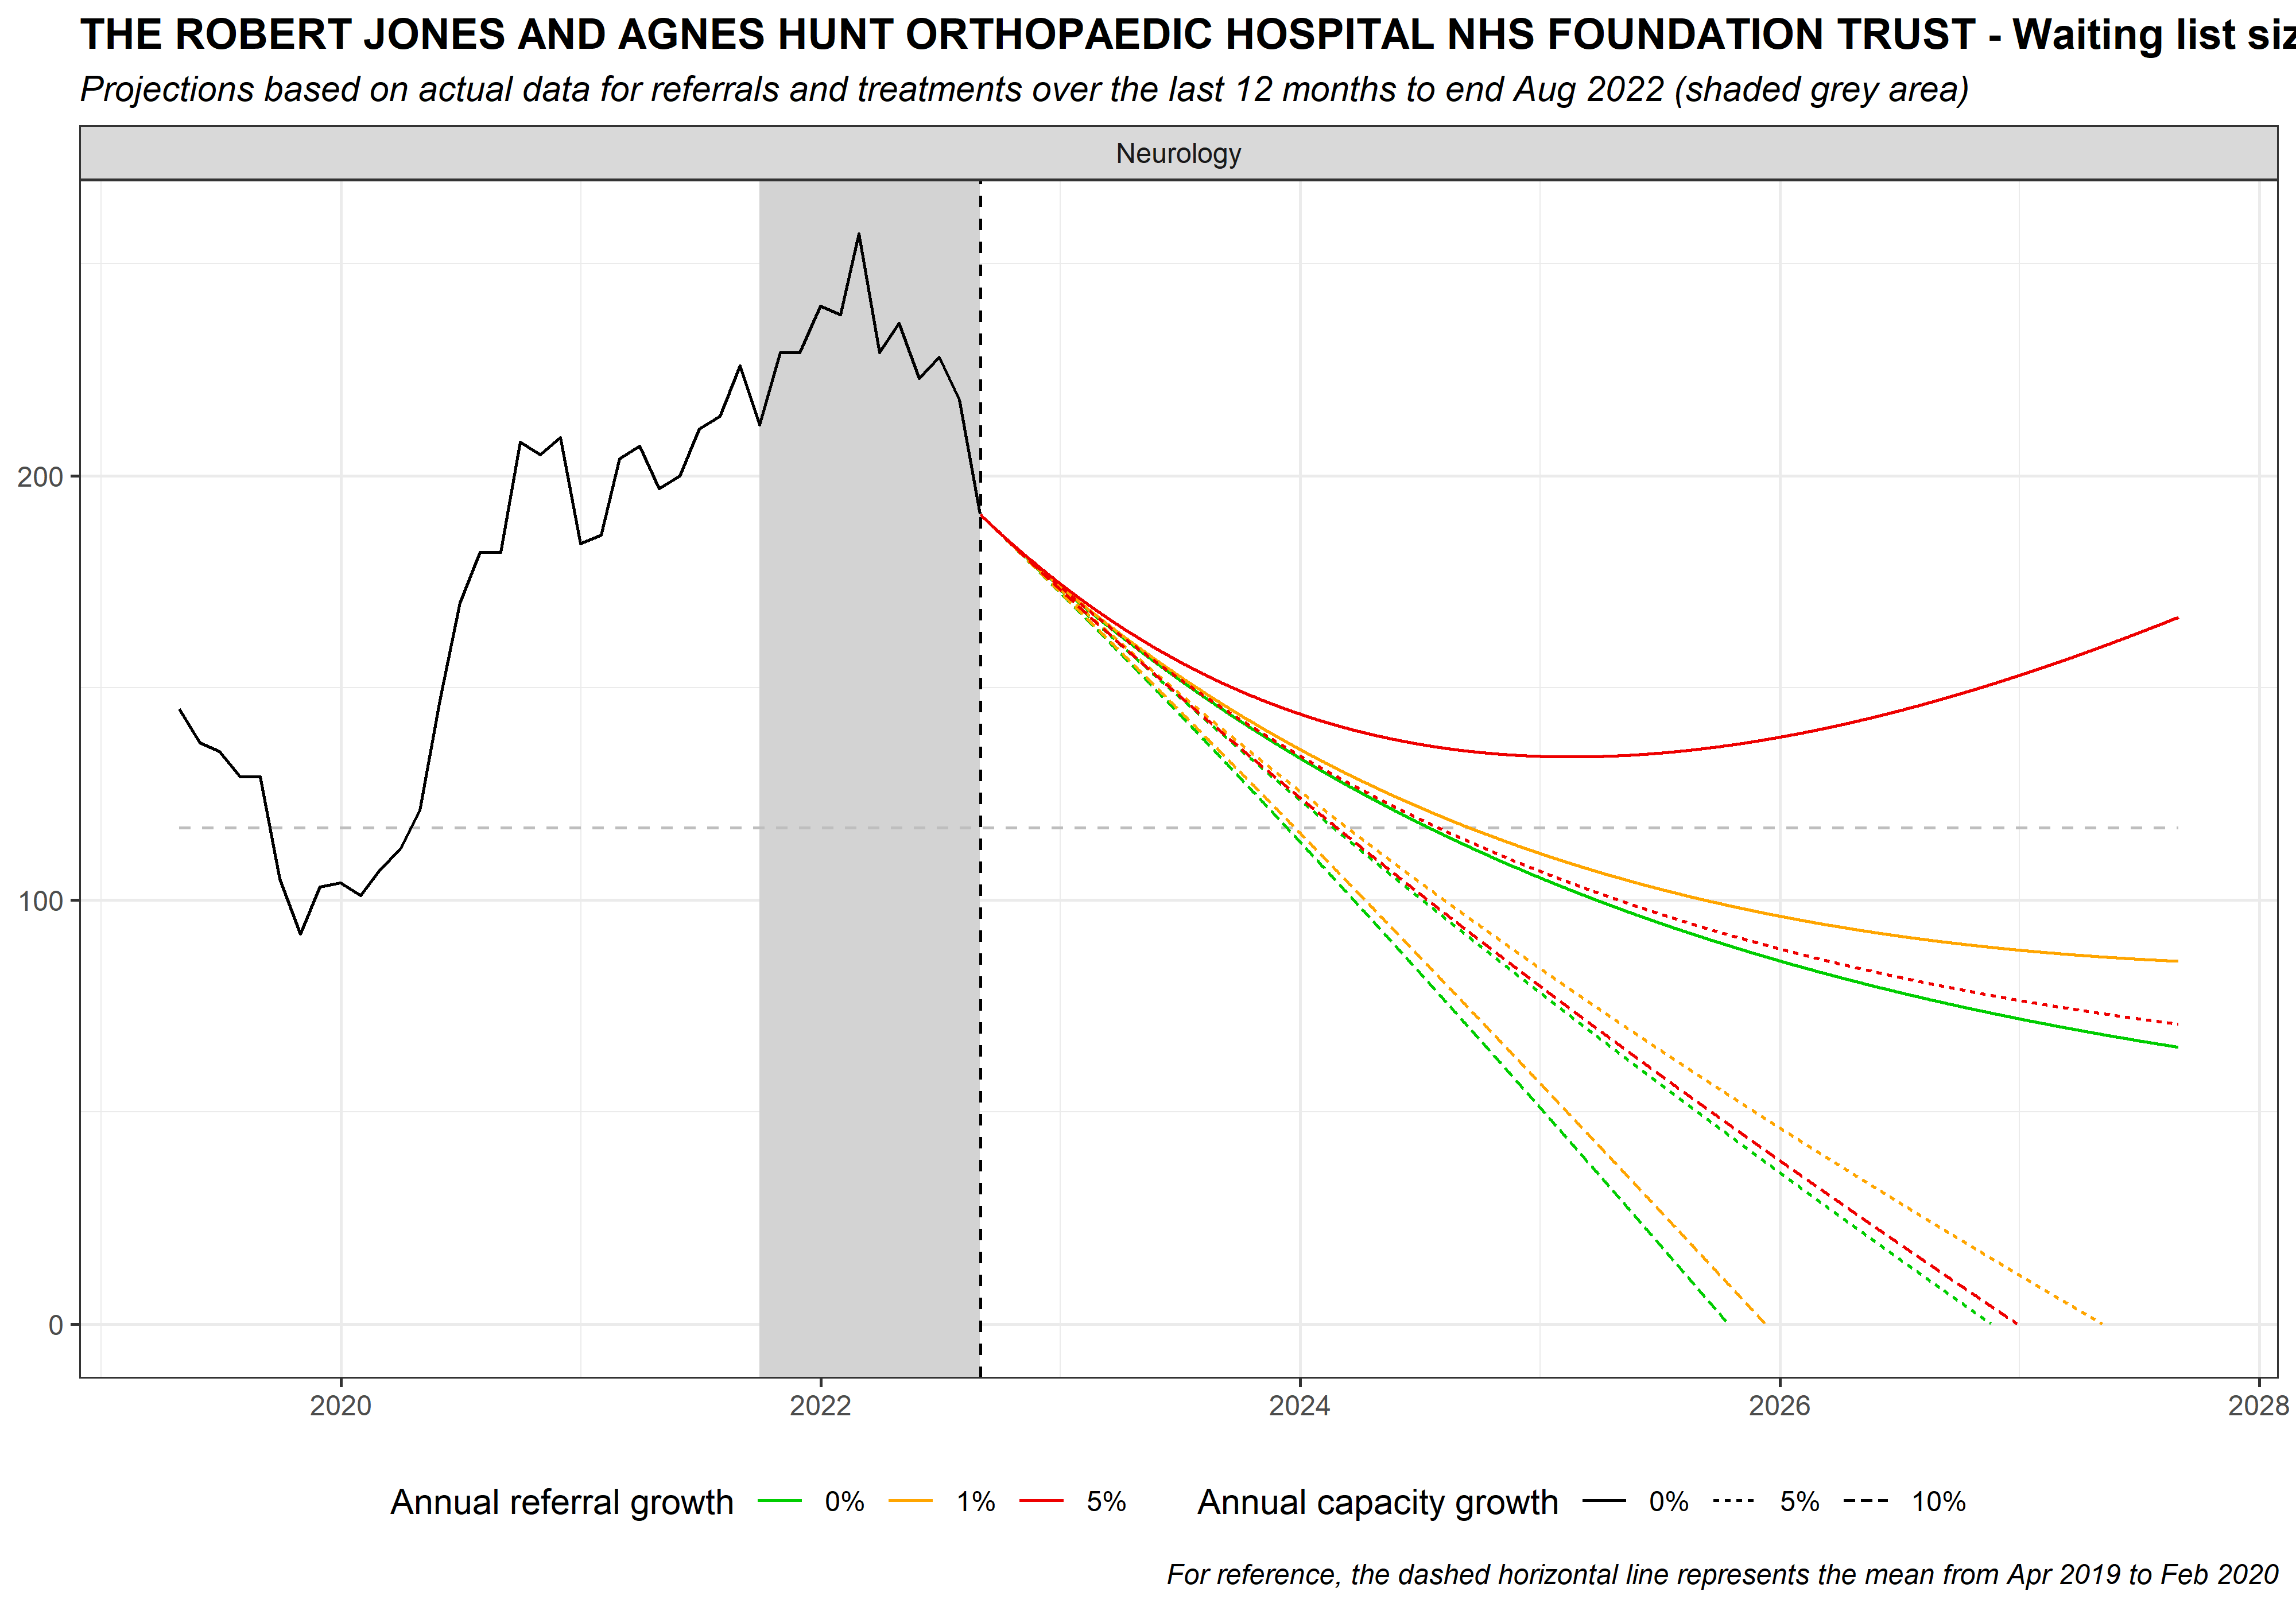 THE ROBERT JONES AND AGNES HUNT ORTHOPAEDIC HOSPITAL NHS FOUNDATION TRUST - Waiting list siz
Projections based on actual data for referrals and treatments over the last 12 months to end Aug 2022 (shaded grey area)
Neurology
200
100
0
2020 2022 2024 2026 2028
Annual referral growth 0% 1% 5% Annual capacity growth 0% 5% 10%
For reference, the dashed horizontal line represents the mean from Apr 2019 to Feb 2020